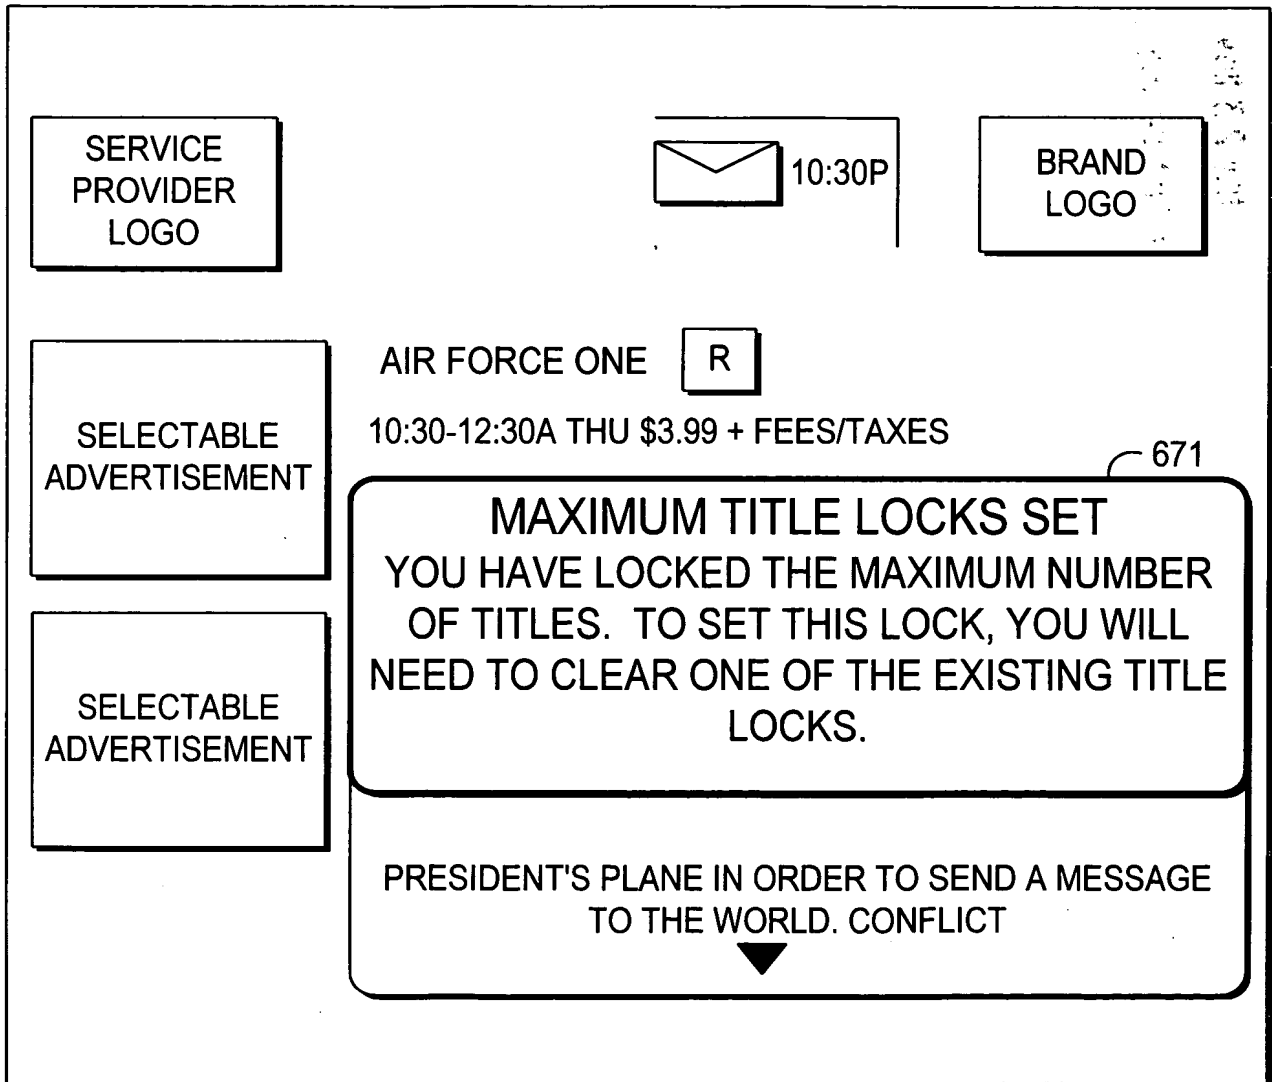 SERVICE
PROVIDER
LOGO
10:30P
BRAND
LOGO
AIR FORCE ONE R
10:30-12:30A THU $3.99 + FEES/TAXES
SELECTABLE
ADVERTISEMENT
671
MAXIMUM TITLE LOCKS SET
YOU HAVE LOCKED THE MAXIMUM NUMBER
OF TITLES. TO SET THIS LOCK, YOU WILL
NEED TO CLEAR ONE OF THE EXISTING TITLE
LOCKS.
SELECTABLE
ADVERTISEMENT
PRESIDENT'S PLANE IN ORDER TO SEND A MESSAGE
TO THE WORLD. CONFLICT